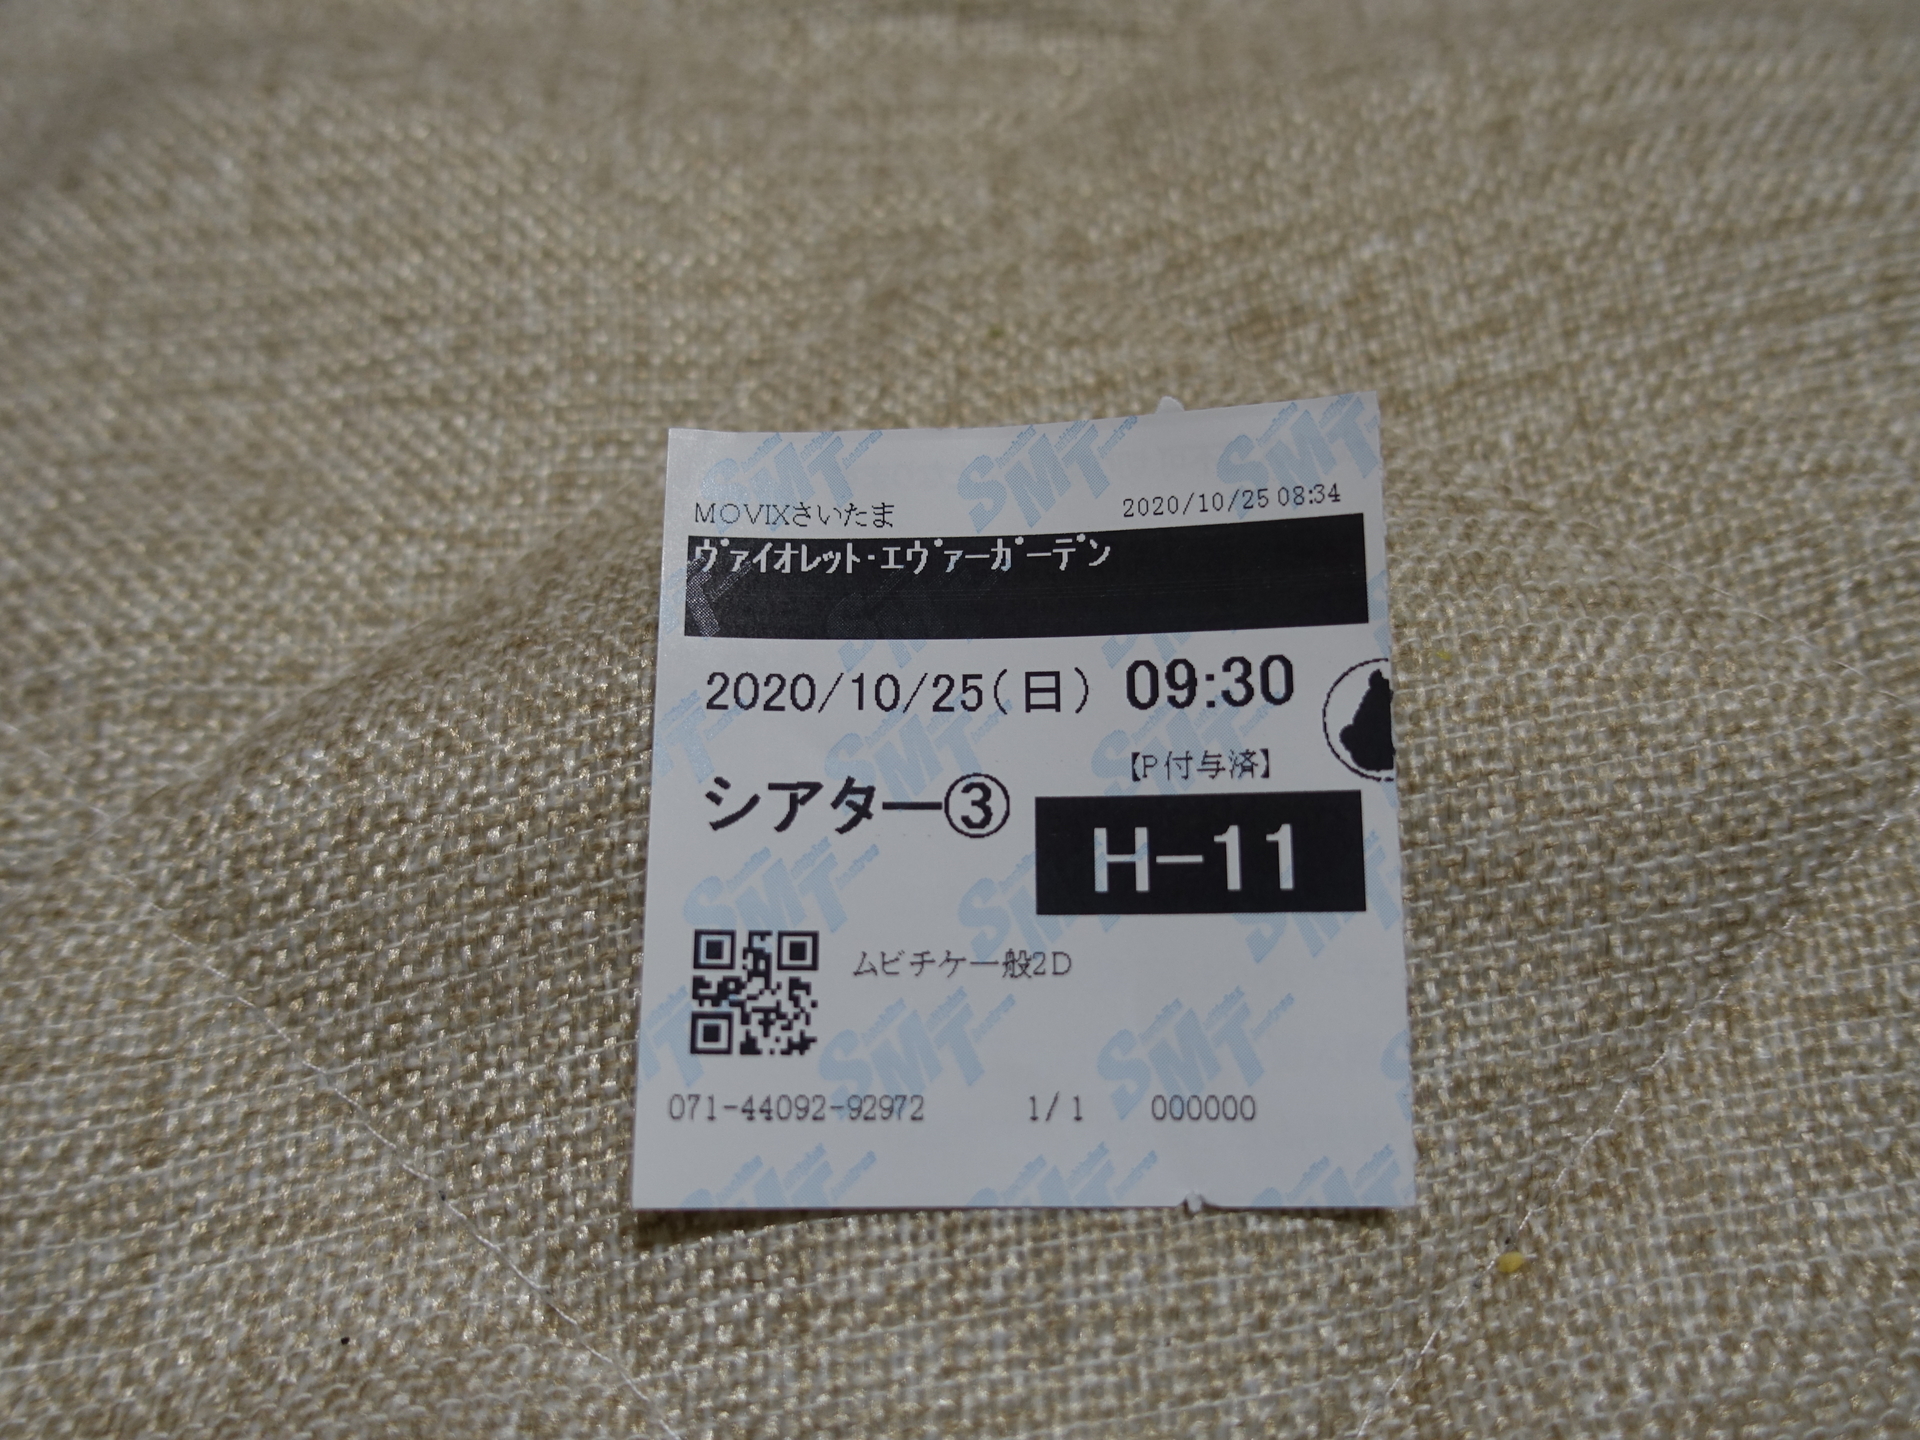 MOVIXさいたま 2020/10/25 08:34
ヴァイオレット・エヴァーガーデン
2020/10/25(日) 09:30
【P付与済】
シアター③
H-11
ムビチケ一般2D
071-44092-92972 1/1 000000
SMT